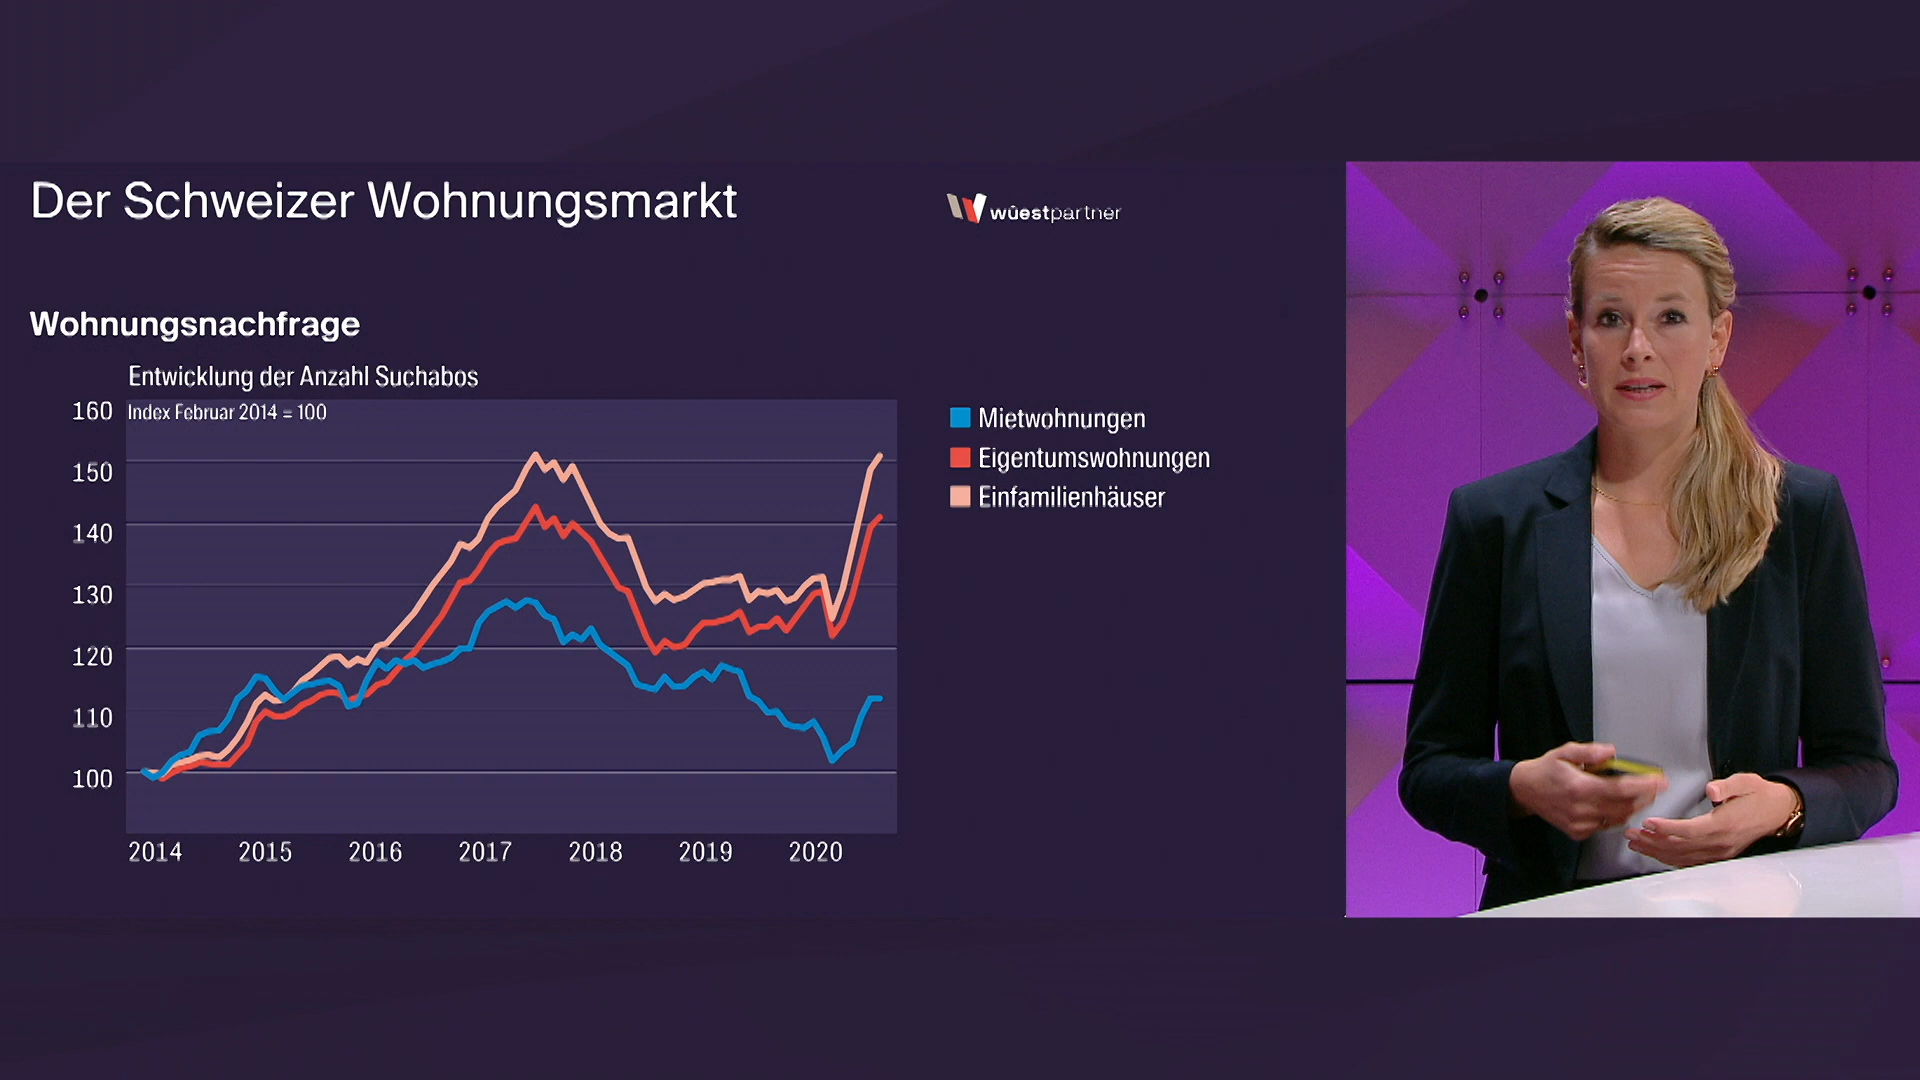 Der Schweizer Wohnungsmarkt
wüestpartner
Wohnungsnachfrage
Entwicklung der Anzahl Suchabos
Index Februar 2014 = 100
160
150
140
130
120
110
100
2014 2015 2016 2017 2018 2019 2020
Mietwohnungen
Eigentumswohnungen
Einfamilienhäuser